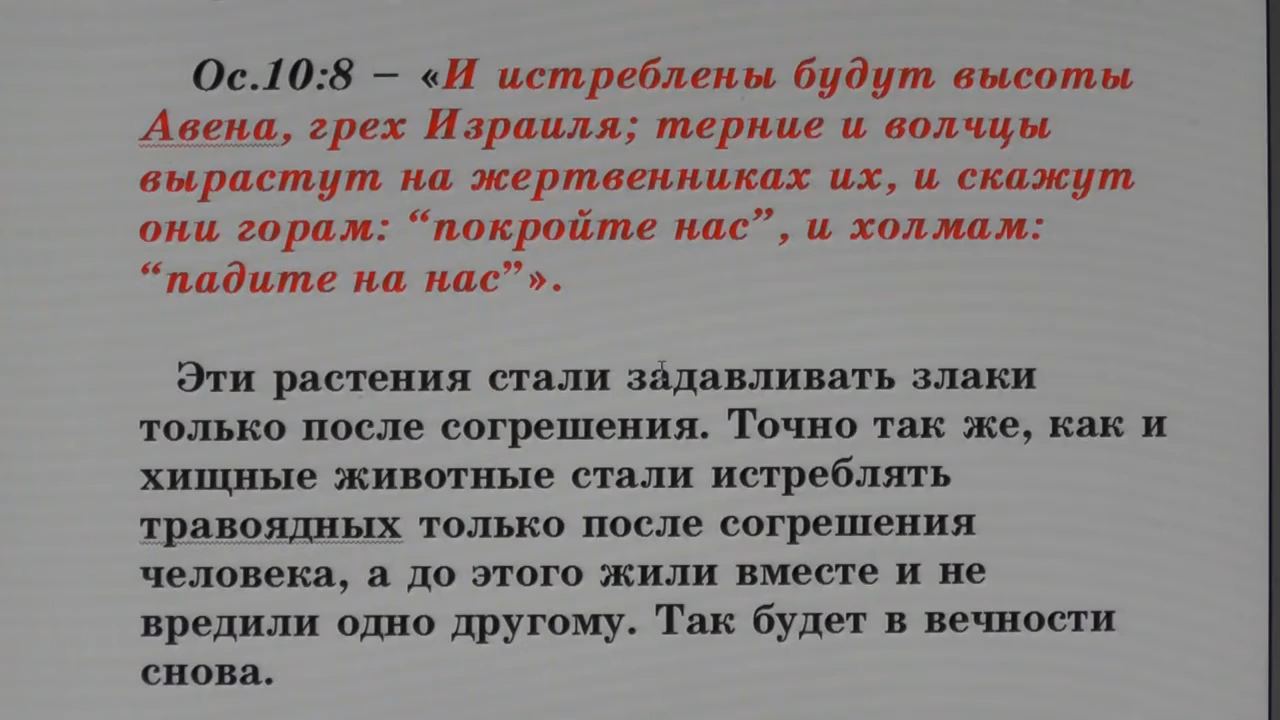 Ос.10:8 – «И истреблены будут высоты
Авена, грех Израиля; терние и волчцы
вырастут на жертвенниках их, и скажут
они горам: “покройте нас”, и холмам:
“падите на нас”».
Эти растения стали задавливать злаки
только после согрешения. Точно так же, как и
хищные животные стали истреблять
травоядных только после согрешения
человека, а до этого жили вместе и не
вредили одно другому. Так будет в вечности
снова.